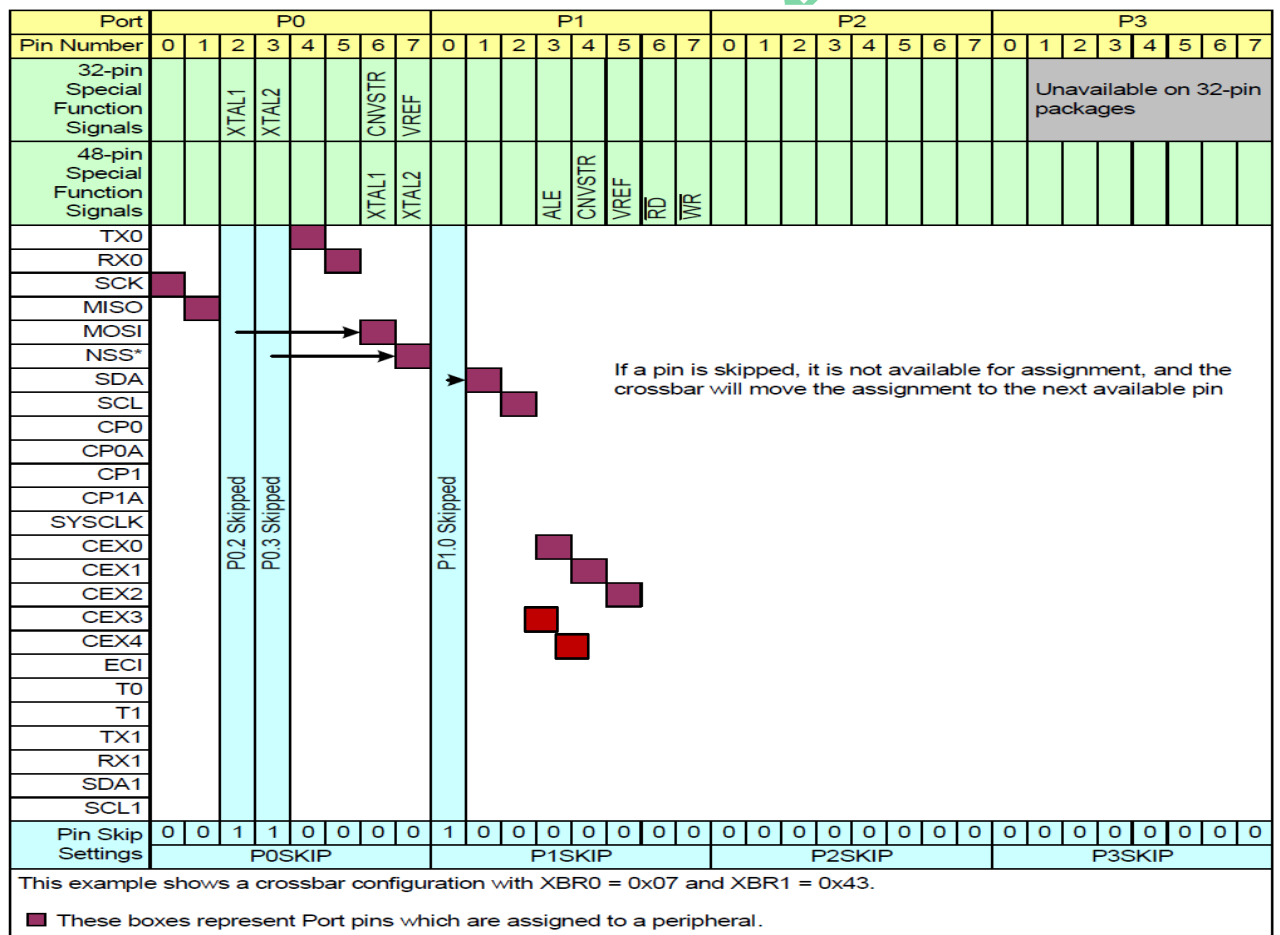 Port P0 P1 P2 P3
Pin Number 0 1 2 3 4 5 6 7 0 1 2 3 4 5 6 7 0 1 2 3 4 5 6 7 0 1 2 3 4 5 6 7
32-pin
Special
Function
Signals
XTAL1
XTAL2
CNVSTR
VREF
Unavailable on 32-pin
packages
48-pin
Special
Function
Signals
XTAL1
XTAL2
ALE
CNVSTR
VREF
RD
WR
TX0
RX0
SCK
MISO
MOSI
NSS*
SDA
SCL
CP0
CP0A
CP1
CP1A
SYSCLK
CEX0
CEX1
CEX2
CEX3
CEX4
ECI
T0
T1
TX1
RX1
SDA1
SCL1
P0.2 Skipped
P0.3 Skipped
P1.0 Skipped
If a pin is skipped, it is not available for assignment, and the
crossbar will move the assignment to the next available pin
Pin Skip
Settings
0 0 1 1 0 0 0 0 1 0 0 0 0 0 0 0 0 0 0 0 0 0 0 0 0 0 0 0 0 0 0 0
P0SKIP P1SKIP P2SKIP P3SKIP
This example shows a crossbar configuration with XBR0 = 0x07 and XBR1 = 0x43.
These boxes represent Port pins which are assigned to a peripheral.